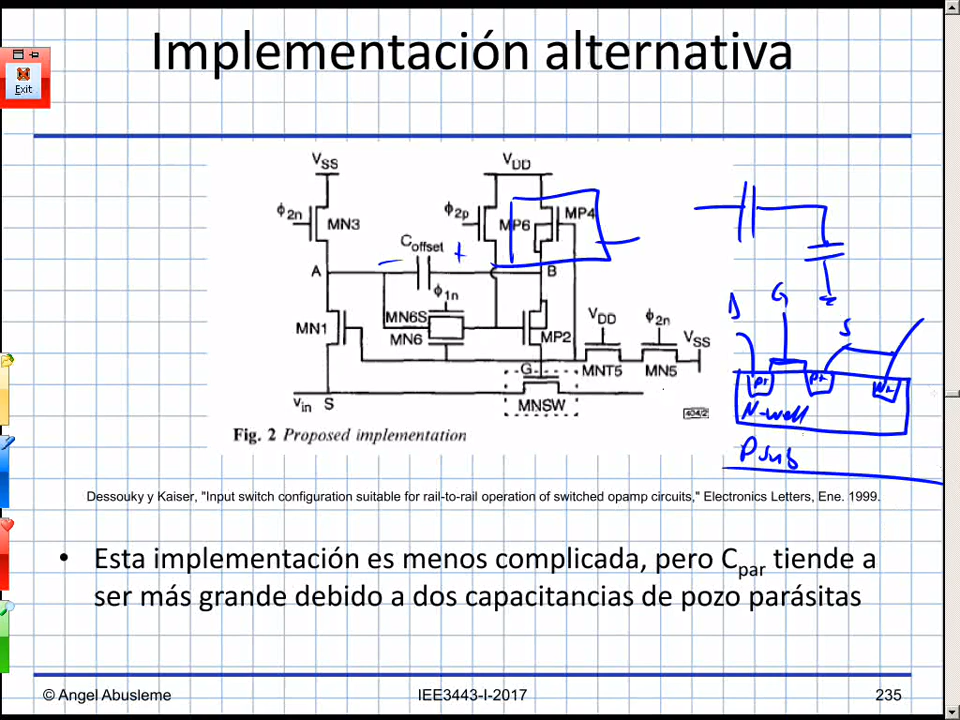 Implementación alternativa
Exit
VSS
VDD
ϕ2n
MN3
ϕ2p
MP6
MP4
Coffset
− +
A
B
ϕ1n
MN6S
MN6
MN1
MP2
VDD
ϕ2n
VSS
G
MNT5
MN5
vin S
MNSW
404/2
D G S
P+ P+ N+
N-well
P sub
Fig. 2 Proposed implementation
Dessouky y Kaiser, "Input switch configuration suitable for rail-to-rail operation of switched opamp circuits," Electronics Letters, Ene. 1999.
• Esta implementación es menos complicada, pero Cpar tiende a
ser más grande debido a dos capacitancias de pozo parásitas
© Angel Abusleme IEE3443-I-2017 235